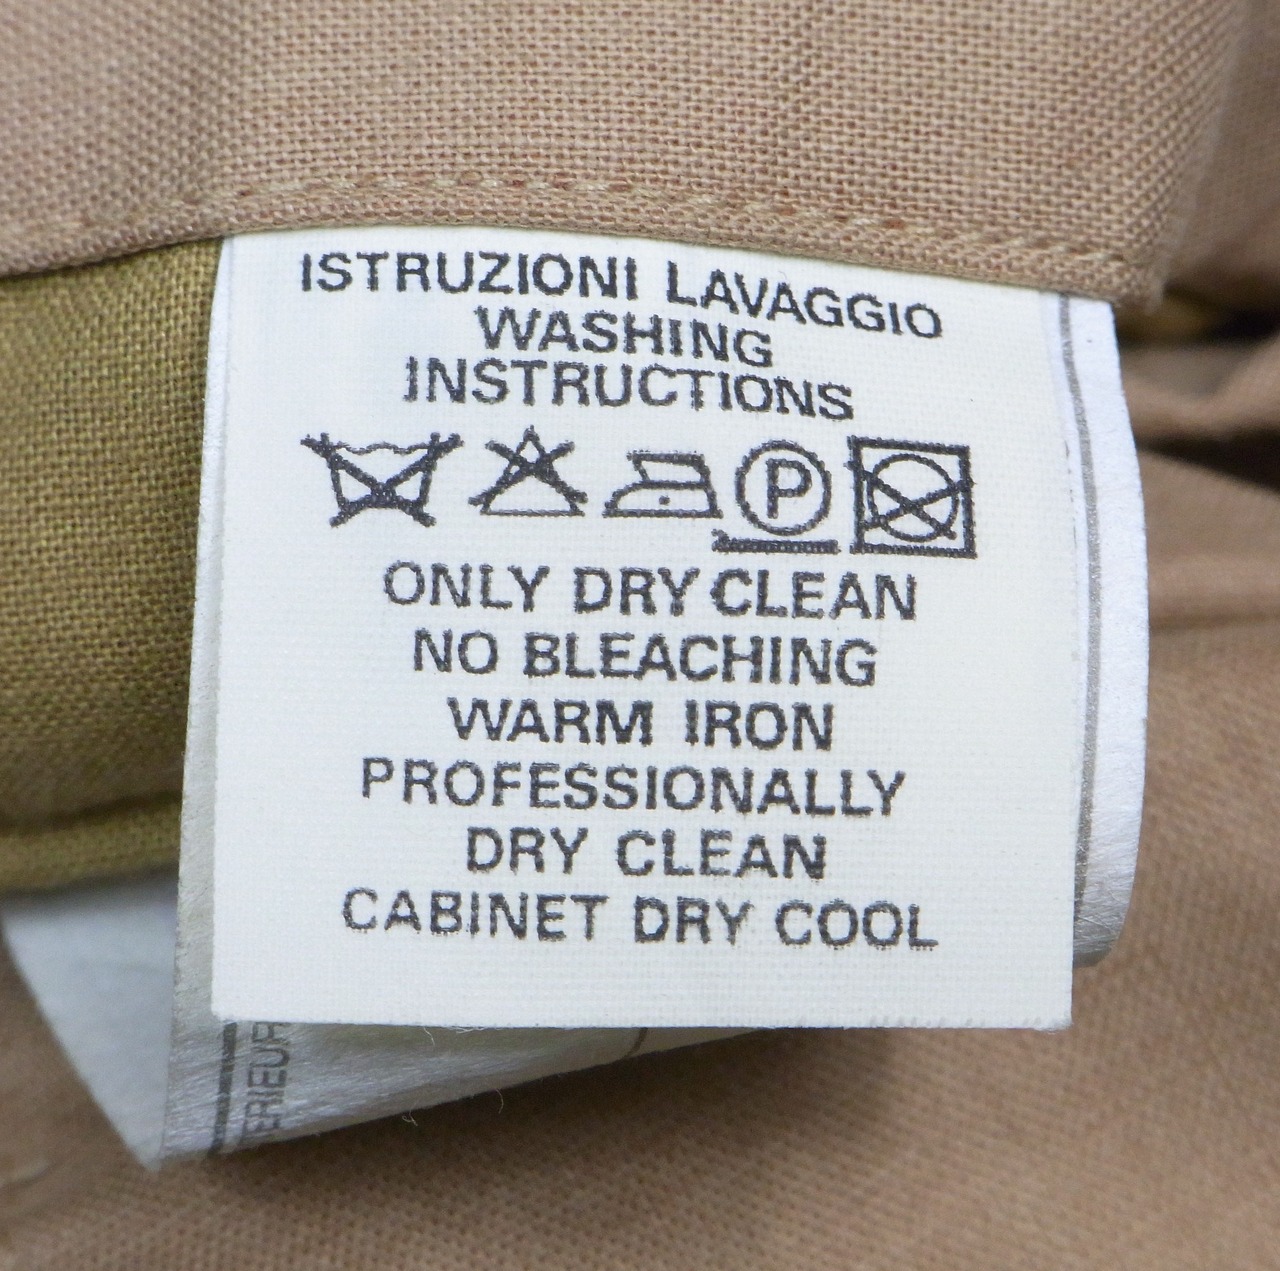 ISTRUZIONI LAVAGGIO
WASHING
INSTRUCTIONS
P
ONLY DRY CLEAN
NO BLEACHING
WARM IRON
PROFESSIONALLY
DRY CLEAN
CABINET DRY COOL